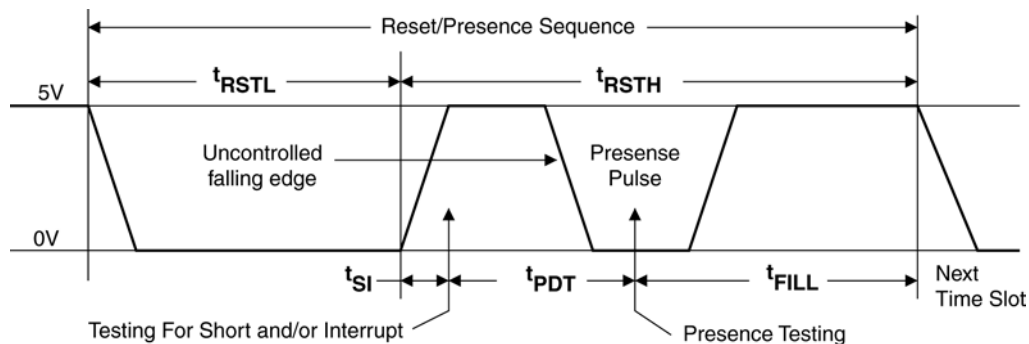 Reset/Presence Sequence
tRSTL
tRSTH
5V
Uncontrolled
falling edge
Presense
Pulse
0V
tSI
tPDT
tFILL
Next
Time Slot
Testing For Short and/or Interrupt
Presence Testing